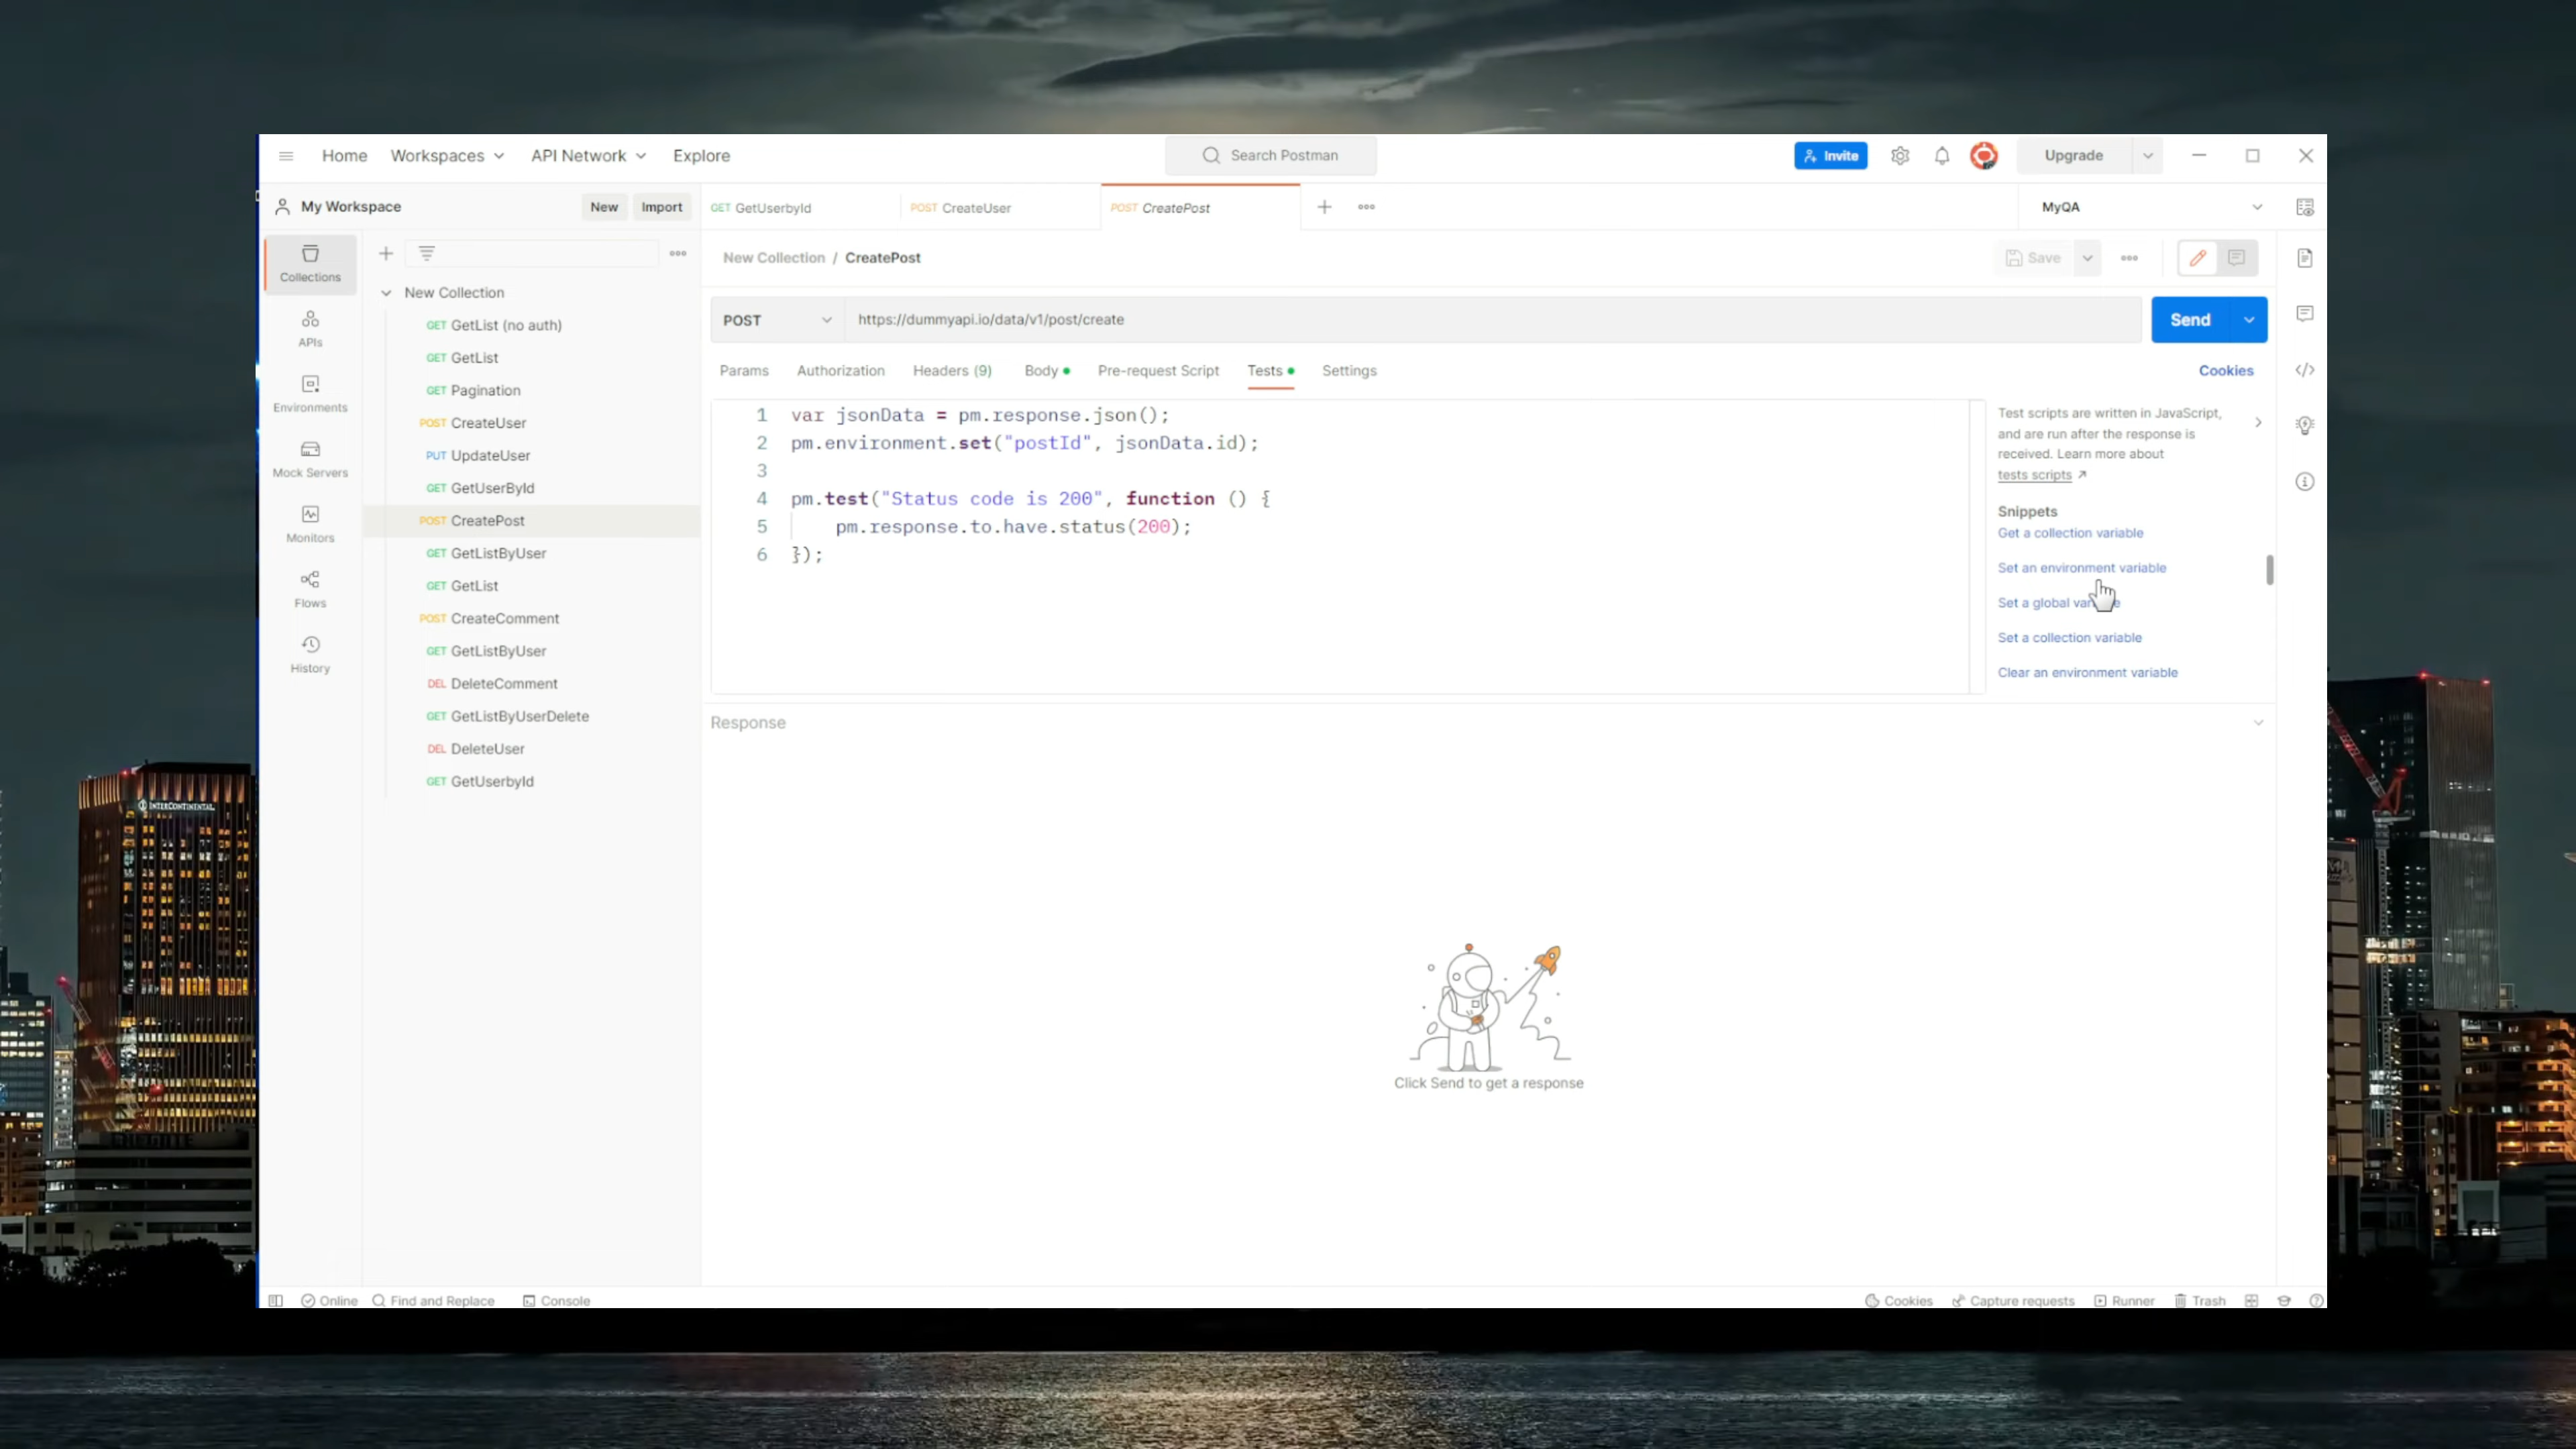 Home Workspaces API Network Explore Search Postman Invite Upgrade
My Workspace New Import
GET GetUserbyId POST CreateUser POST CreatePost MyQA
New Collection / CreatePost Save
Collections
APIs
Environments
Mock Servers
Monitors
Flows
History
New Collection
GET GetList (no auth)
GET GetList
GET Pagination
POST CreateUser
PUT UpdateUser
GET GetUserById
POST CreatePost
GET GetListByUser
GET GetList
POST CreateComment
GET GetListByUser
DEL DeleteComment
GET GetListByUserDelete
DEL DeleteUser
GET GetUserbyId
POST https://dummyapi.io/data/v1/post/create Send
Params Authorization Headers (9) Body Pre-request Script Tests Settings Cookies
1 var jsonData = pm.response.json();
2 pm.environment.set("postId", jsonData.id);
3
4 pm.test("Status code is 200", function () {
5 pm.response.to.have.status(200);
6 });
Test scripts are written in JavaScript,
and are run after the response is
received. Learn more about
tests scripts
Snippets
Get a collection variable
Set an environment variable
Set a global
Set a collection variable
Clear an environment variable
Response
Click Send to get a response
Online Find and Replace Console Cookies Capture requests Runner Trash
INTERCONTINENTAL